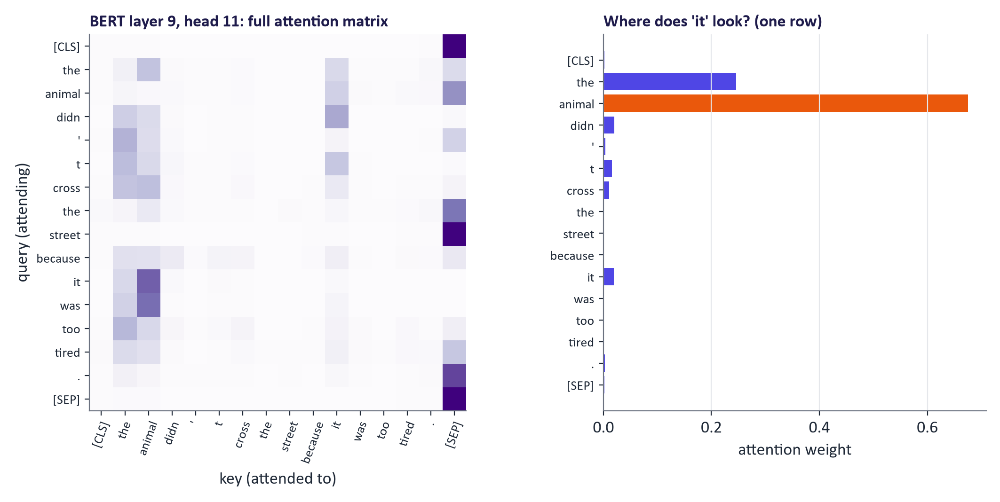 BERT layer 9, head 11: full attention matrix
query (attending)
[CLS]
the
animal
didn
'
t
cross
the
street
because
it
was
too
tired
.
[SEP]
[CLS]
the
animal
didn
'
t
cross
the
street
because
it
was
too
tired
.
[SEP]
key (attended to)
Where does 'it' look? (one row)
[CLS]
the
animal
didn
'
t
cross
the
street
because
it
was
too
tired
.
[SEP]
0.0 0.2 0.4 0.6
attention weight